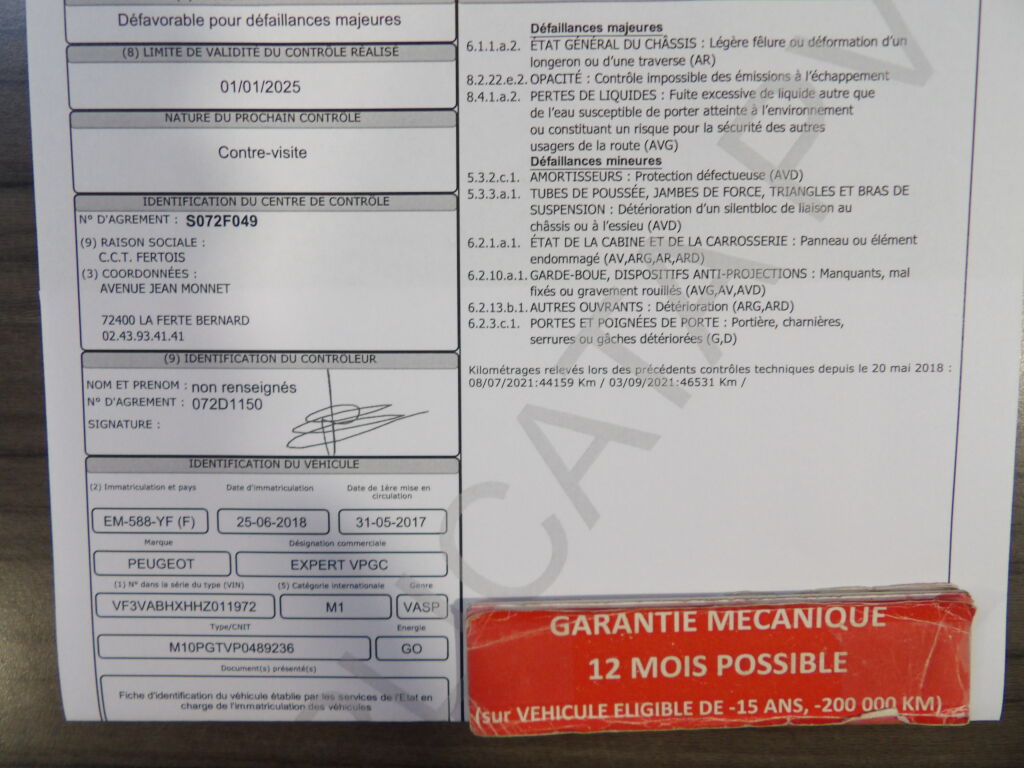 Défavorable pour défaillances majeures
(8) LIMITE DE VALIDITÉ DU CONTRÔLE RÉALISÉ
01/01/2025
NATURE DU PROCHAIN CONTRÔLE
Contre-visite
IDENTIFICATION DU CENTRE DE CONTRÔLE
N° D'AGREMENT : S072F049
(9) RAISON SOCIALE :
C.C.T. FERTOIS
(3) COORDONNÉES :
AVENUE JEAN MONNET
72400 LA FERTE BERNARD
02.43.93.41.41
(9) IDENTIFICATION DU CONTRÔLEUR
NOM ET PRENOM : non renseignés
N° D'AGREMENT : 072D1150
SIGNATURE :
IDENTIFICATION DU VÉHICULE
(2) Immatriculation et pays Date d'immatriculation Date de 1ère mise en
circulation
EM-588-YF (F) 25-06-2018 31-05-2017
Marque Désignation commerciale
PEUGEOT EXPERT VPGC
(1) N° dans la série du type (VIN) (5) Catégorie internationale Genre
VF3VABHXHHZ011972 M1 VASP
Type/CNIT Energie
M10PGTVP0489236 GO
Document(s) présenté(s)
Fiche d'identification du véhicule établie par les services de l'Etat en
charge de l'immatriculation des véhicules
Défaillances majeures
6.1.1.a.2. ÉTAT GÉNÉRAL DU CHÂSSIS : Légère fêlure ou déformation d'un
longeron ou d'une traverse (AR)
8.2.22.e.2. OPACITÉ : Contrôle impossible des émissions à l'échappement
8.4.1.a.2. PERTES DE LIQUIDES : Fuite excessive de liquide autre que
de l'eau susceptible de porter atteinte à l'environnement
ou constituant un risque pour la sécurité des autres
usagers de la route (AVG)
Défaillances mineures
5.3.2.c.1. AMORTISSEURS : Protection défectueuse (AVD)
5.3.3.a.1. TUBES DE POUSSÉE, JAMBES DE FORCE, TRIANGLES ET BRAS DE
SUSPENSION : Détérioration d'un silentbloc de liaison au
châssis ou à l'essieu (AVD)
6.2.1.a.1. ÉTAT DE LA CABINE ET DE LA CARROSSERIE : Panneau ou élément
endommagé (AV,ARG,AR,ARD)
6.2.10.a.1. GARDE-BOUE, DISPOSITIFS ANTI-PROJECTIONS : Manquants, mal
fixés ou gravement rouillés (AVG,AV,AVD)
6.2.13.b.1. AUTRES OUVRANTS : Détérioration (ARG,ARD)
6.2.3.c.1. PORTES ET POIGNÉES DE PORTE : Portière, charnières,
serrures ou gâches détériorées (G,D)
Kilométrages relevés lors des précédents contrôles techniques depuis le 20 mai 2018 :
08/07/2021:44159 Km / 03/09/2021:46531 Km /
GARANTIE MECANIQUE
12 MOIS POSSIBLE
(sur VEHICULE ELIGIBLE DE -15 ANS, -200 000 KM)